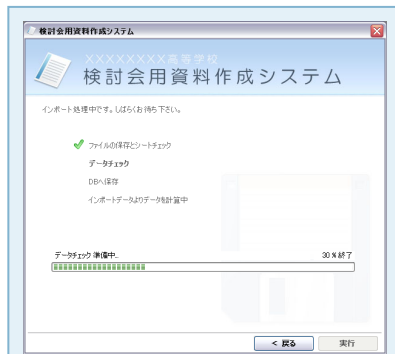 検討会用資料作成システム
XXXXXXXX高等学校
検討会用資料作成システム
インポート処理中です。しばらくお待ち下さい。
ファイルの保存とシートチェック
データチェック
DBへ保存
インポートデータよりデータを計算中
データチェック 準備中... 30 % 終了
< 戻る 実行